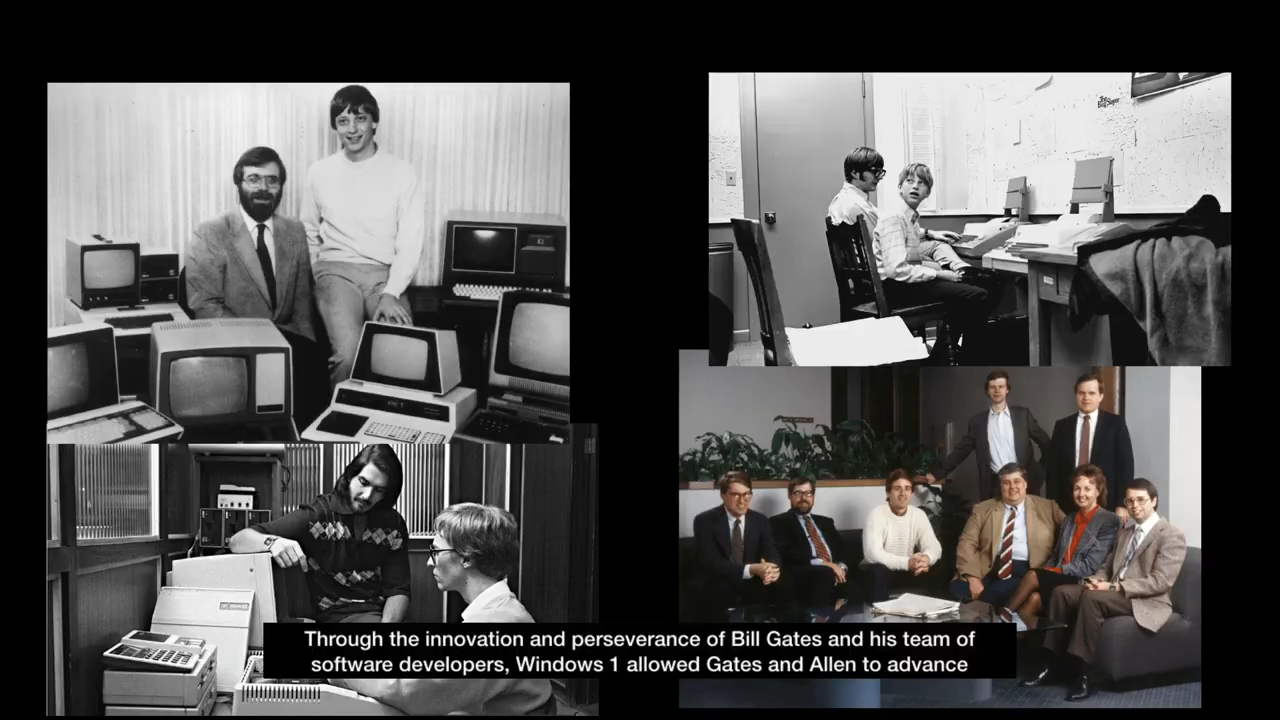 Through the innovation and perseverance of Bill Gates and his team of
software developers, Windows 1 allowed Gates and Allen to advance